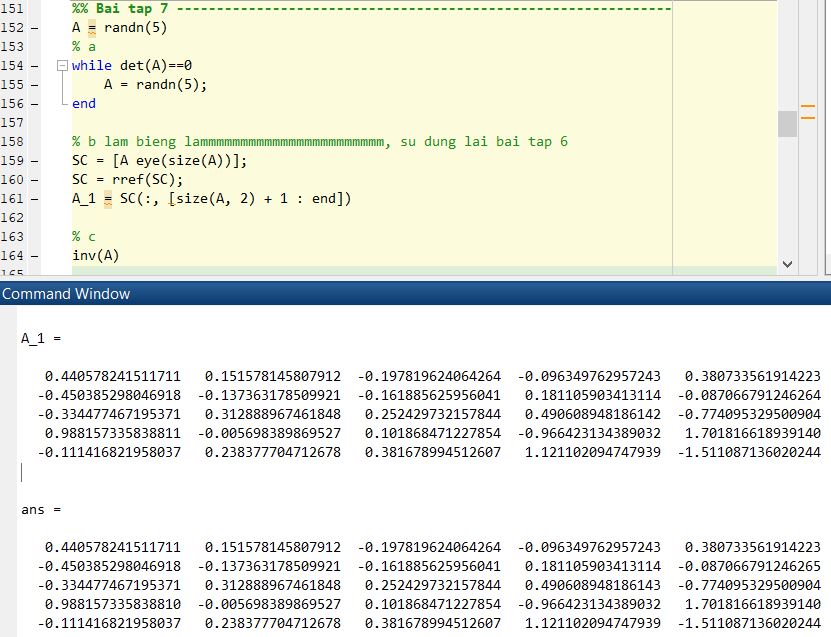 151 %% Bai tap 7 ---------------------------------------------------------------
152 – A = randn(5)
153 % a
154 – while det(A)==0
155 – A = randn(5);
156 – end
157
158 % b lam bieng lammmmmmmmmmmmmmmmmmmmmmmm, su dung lai bai tap 6
159 – SC = [A eye(size(A))];
160 – SC = rref(SC);
161 – A_1 = SC(:, [size(A, 2) + 1 : end])
162
163 % c
164 – inv(A)
165
Command Window
A_1 =
0.440578241511711 0.151578145807912 -0.197819624064264 -0.096349762957243 0.380733561914223
-0.450385298046918 -0.137363178509921 -0.161885625956041 0.181105903413114 -0.087066791246264
-0.334477467195371 0.312888967461848 0.252429732157844 0.490608948186142 -0.774095329500904
0.988157335838811 -0.005698389869527 0.101868471227854 -0.966423134389032 1.701816618939140
-0.111416821958037 0.238377704712678 0.381678994512607 1.121102094747939 -1.511087136020244
ans =
0.440578241511711 0.151578145807912 -0.197819624064264 -0.096349762957243 0.380733561914223
-0.450385298046918 -0.137363178509921 -0.161885625956041 0.181105903413114 -0.087066791246265
-0.334477467195371 0.312888967461848 0.252429732157844 0.490608948186143 -0.774095329500904
0.988157335838810 -0.005698389869527 0.101868471227854 -0.966423134389032 1.701816618939140
-0.111416821958037 0.238377704712678 0.381678994512607 1.121102094747939 -1.511087136020244